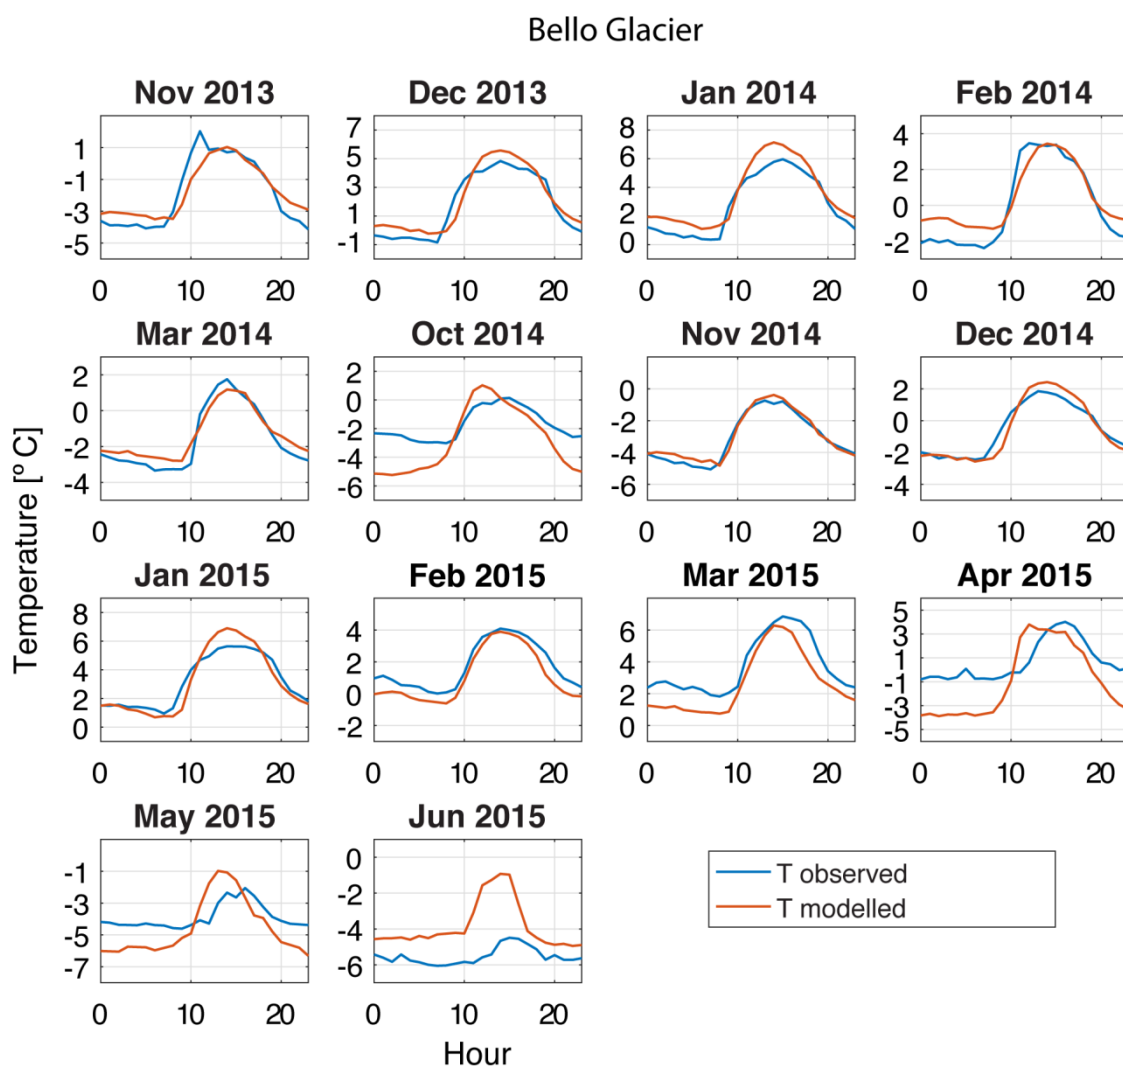 Bello Glacier
Nov 2013
Dec 2013
Jan 2014
Feb 2014
1
-1
-3
-5
0 10 20
7
5
3
1
-1
0 10 20
8
6
4
2
0
0 10 20
4
2
0
-2
0 10 20
Mar 2014
Oct 2014
Nov 2014
Dec 2014
2
0
-2
-4
0 10 20
2
0
-2
-4
-6
0 10 20
0
-2
-4
-6
0 10 20
2
0
-2
-4
0 10 20
Temperature [º C]
Jan 2015
Feb 2015
Mar 2015
Apr 2015
8
6
4
2
0
0 10 20
4
2
0
-2
0 10 20
6
4
2
0
0 10 20
5
3
1
-1
-3
-5
0 10 20
May 2015
Jun 2015
-1
-3
-5
-7
0 10 20
0
-2
-4
-6
0 10 20
T observed
T modelled
Hour